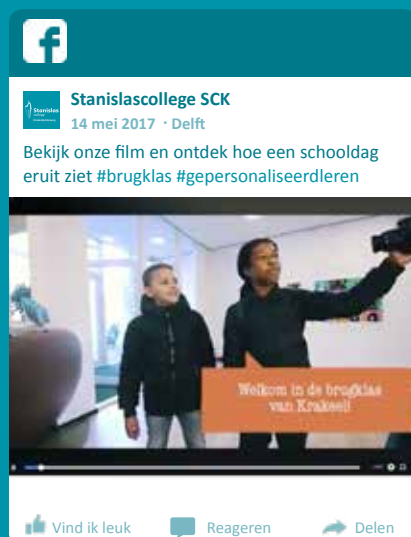 Stanislascollege SCK
14 mei 2017 · Delft
Stanislas
Bekijk onze film en ontdek hoe een schooldag
eruit ziet #brugklas #gepersonaliseerdleren
Welkom in de brugklas
van Krakeel!
Vind ik leuk
Reageren
Delen